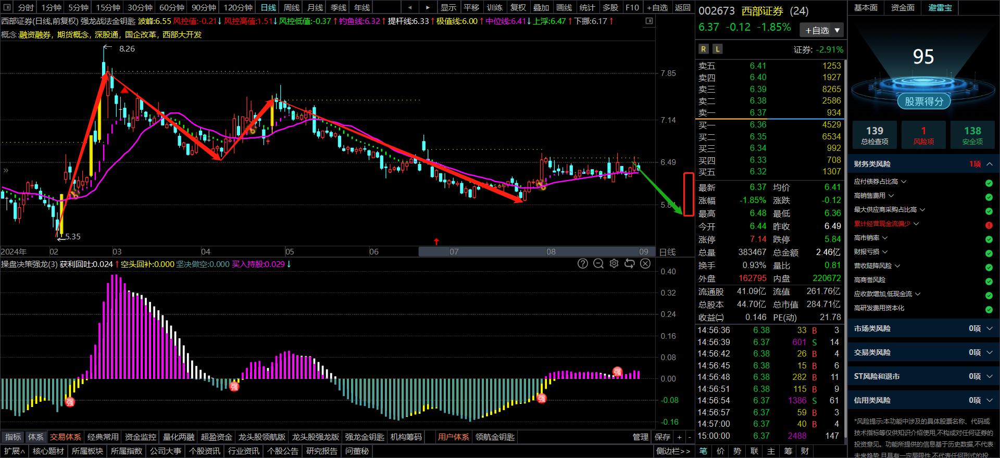 分时 1分钟 5分钟 15分钟 30分钟 60分钟 90分钟 120分钟 日线 周线 月线 季线 年线 显示 平移 训练 复权 叠加 画线 统计 多股 F10 +自选 返回
西部证券(日线,前复权) 强龙战法金钥匙 波峰:6.55 风控值:-0.21↓ 风控高值:1.51↓ 风控低值:-0.37↑ 钓鱼线:6.32↑ 提杆线:6.33↑ 极值线:6.00↑ 中位线:6.41↓ 上浮:6.47↑ 下挪:6.17↑
概念:融资融券，期货概念，深股通，国企改革，西部大开发
8.26
7.85
7.14
6.49
5.35
2024年 02 03 04 05 06 07 08 09 日线
操盘决策强龙(3) 获利回吐:0.024↑ 空头回补:0.000 坚决做空:0.000 买入持股:0.029↓
0.40
0.32
0.24
0.16
0.08
0.00
-0.08
-0.16
强 强 强 强
指标 体系 交易体系 经典常用 资金监控 量化两融 超盈资金 龙头股领航版 龙头股强龙版 强龙金钥匙 机构筹码 用户体系 领航金钥匙 管理 保存 + -
扩展∧ 核心题材 所属板块 所属指数 公司大事 个股资讯 行业资讯 个股公告 研究报告 问董秘 侧边栏>>
002673 西部证券 (24)
6.37 -0.12 -1.85% +自选 ▼
R L 证券: -2.91%
卖五 6.41 1253
卖四 6.40 1927
卖三 6.39 8265
卖二 6.38 2586
卖一 6.37 934
买一 6.36 4529
买二 6.35 6534
买三 6.34 992
买四 6.33 708
买五 6.32 1307
最新 6.37 均价 6.41
涨幅 -1.85% 涨跌 -0.12
最高 6.48 最低 6.36
今开 6.44 昨收 6.49
涨停 7.14 跌停 5.84
总量 383467 总金额 2.46亿
换手 0.93% 量比 0.81
外盘 162795 内盘 220672
流通股 41.09亿 流值 261.76亿
总股本 44.70亿 总市值 284.71亿
收益㈡ 0.146 PE(动) 21.78
14:56:36 6.38 33 B 3
14:56:39 6.37 601 S 14
14:56:42 6.38 26 B 4
14:56:45 6.38 15 B 6
14:56:48 6.38 282 B 11
14:56:51 6.38 115 B 9
14:56:54 6.37 1386 S 61
14:56:57 6.37 59 B 3
14:57:00 6.37 40 B 4
15:00:00 6.37 2488 147
笔 价 势 联 主 筹 财
基本面 资金面 避雷宝
95
股票得分
139 1 138
总检查项 风险项 安全项
财务类风险 1项
应付债券占比高
高销售费用
最大供应商采购占比高
累计经营现金流偏少
高市销率
财报亏损
营收陡降风险
高商誉风险
应收款增加,低现金流
高研发费用资本化
市场类风险 0项
交易类风险 0项
ST风险和退市 0项
信用类风险 0项
*风险提示:本功能中涉及的具体股票名称、代码或
技术指标等仅供知识介绍使用,不构成对任何证券的
投资意见。功能所提供的信息基于历史数据,不代表
未来趋势,且具有一定局限性,不代表任何形式的投